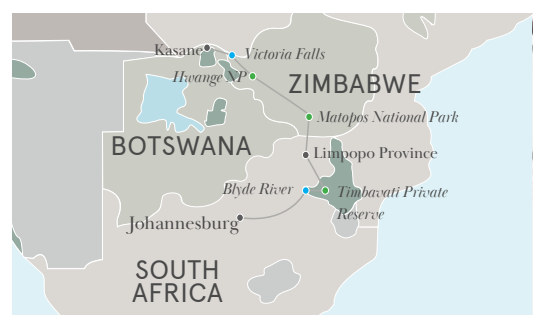 Kasane
Victoria Falls
Hwange NP
ZIMBABWE
Matopos National Park
BOTSWANA
Limpopo Province
Blyde River
Timbavati Private
Reserve
Johannesburg
SOUTH
AFRICA